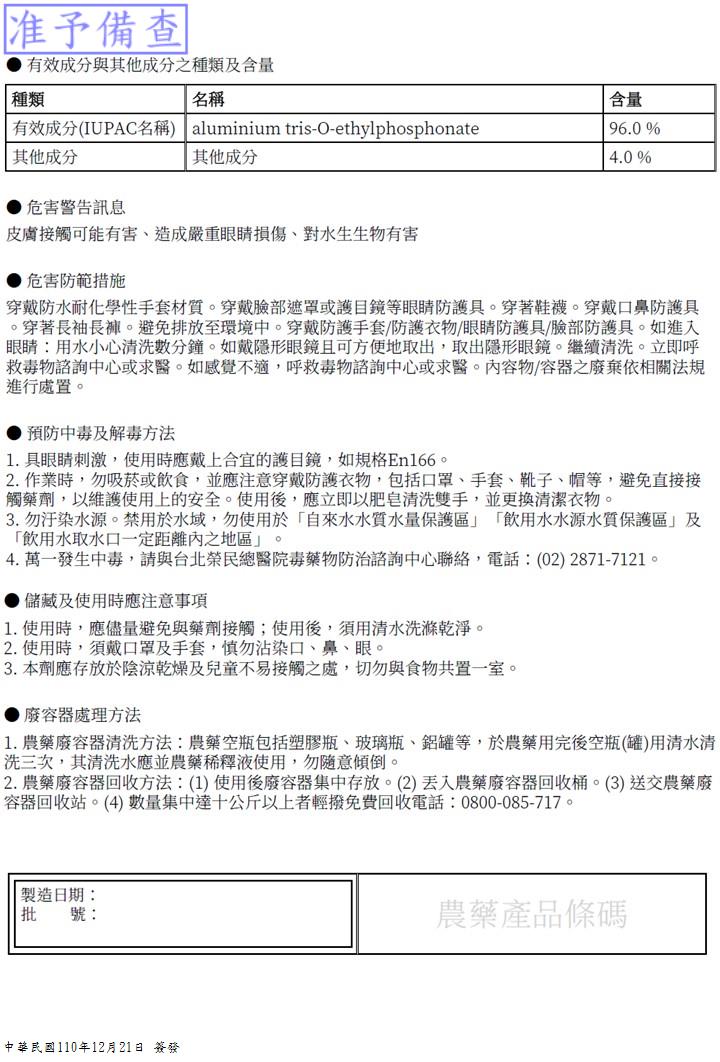 准予備查
● 有效成分與其他成分之種類及含量
種類 名稱 含量
有效成分(IUPAC名稱) aluminium tris-O-ethylphosphonate 96.0 %
其他成分 其他成分 4.0 %
● 危害警告訊息
皮膚接觸可能有害、造成嚴重眼睛損傷、對水生生物有害
● 危害防範措施
穿戴防水耐化學性手套材質。穿戴臉部遮罩或護目鏡等眼睛防護具。穿著鞋襪。穿戴口鼻防護具
。穿著長袖長褲。避免排放至環境中。穿戴防護手套/防護衣物/眼睛防護具/臉部防護具。如進入
眼睛：用水小心清洗數分鐘。如戴隱形眼鏡且可方便地取出，取出隱形眼鏡。繼續清洗。立即呼
救毒物諮詢中心或求醫。如感覺不適，呼救毒物諮詢中心或求醫。內容物/容器之廢棄依相關法規
進行處置。
● 預防中毒及解毒方法
1. 具眼睛刺激，使用時應戴上合宜的護目鏡，如規格En166。
2. 作業時，勿吸菸或飲食，並應注意穿戴防護衣物，包括口罩、手套、靴子、帽等，避免直接接
觸藥劑，以維護使用上的安全。使用後，應立即以肥皂清洗雙手，並更換清潔衣物。
3. 勿汙染水源。禁用於水域，勿使用於「自來水水質水量保護區」「飲用水水源水質保護區」及
「飲用水取水口一定距離內之地區」。
4. 萬一發生中毒，請與台北榮民總醫院毒藥物防治諮詢中心聯絡，電話：(02) 2871-7121。
● 儲藏及使用時應注意事項
1. 使用時，應儘量避免與藥劑接觸；使用後，須用清水洗滌乾淨。
2. 使用時，須戴口罩及手套，慎勿沾染口、鼻、眼。
3. 本劑應存放於陰涼乾燥及兒童不易接觸之處，切勿與食物共置一室。
● 廢容器處理方法
1. 農藥廢容器清洗方法：農藥空瓶包括塑膠瓶、玻璃瓶、鋁罐等，於農藥用完後空瓶(罐)用清水清
洗三次，其清洗水應並農藥稀釋液使用，勿隨意傾倒。
2. 農藥廢容器回收方法：(1) 使用後廢容器集中存放。(2) 丟入農藥廢容器回收桶。(3) 送交農藥廢
容器回收站。(4) 數量集中達十公斤以上者輕撥免費回收電話：0800-085-717。
製造日期：
批 號：
農藥產品條碼
中華民國110年12月21日 簽發